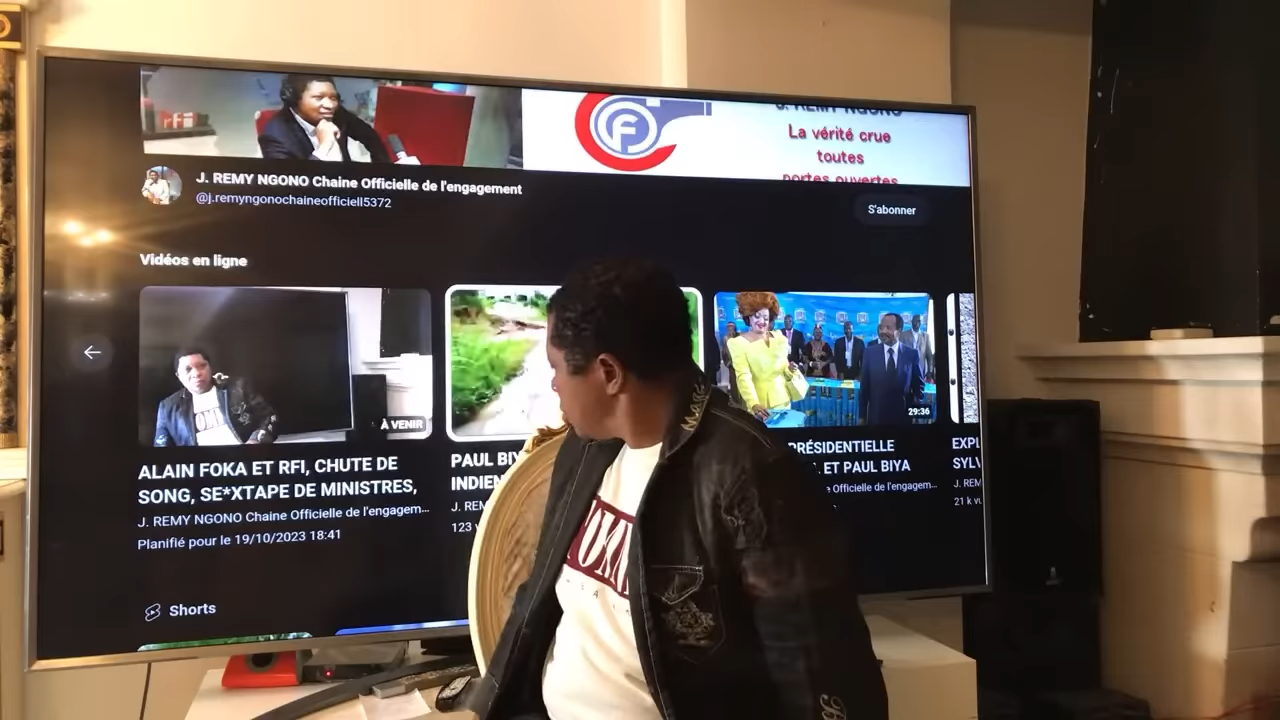 J. REMY NGONO
La vérité crue
toutes
portes ouvertes
J. REMY NGONO Chaine Officielle de l'engagement
@j.remyngonochaineofficiell5372
S'abonner
Vidéos en ligne
À VENIR
29:36
ALAIN FOKA ET RFI, CHUTE DE
SONG, SE*XTAPE DE MINISTRES,
J. REMY NGONO Chaine Officielle de l'engagem...
Planifié pour le 19/10/2023 18:41
PAUL BIY
INDIEN
J. REM
123 v
PRÉSIDENTIELLE
ET PAUL BIYA
e Officielle de l'engagem...
EXPL
SYLV
J. REM
21 k vu
Shorts